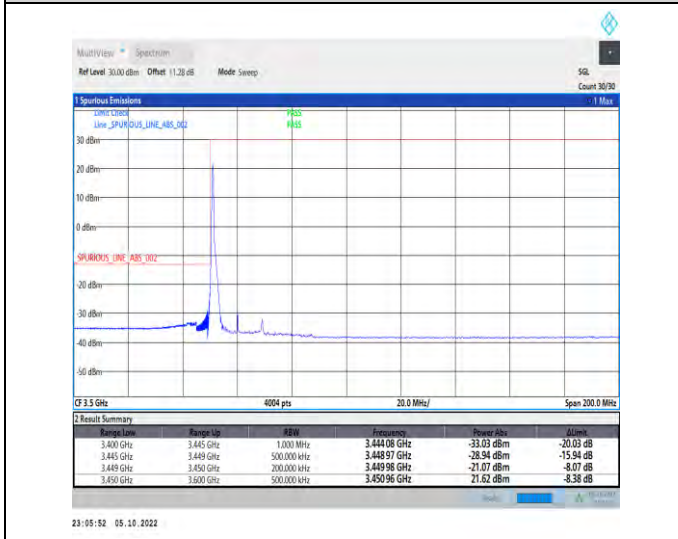 MultiView Spectrum
Ref Level 30.00 dBm Offset 11.28 dB Mode Sweep SGL
Count 30/30
1 Spurious Emissions 1 Max
Limit Check PASS
Line _SPURIOUS_LINE_ABS_002 PASS
30 dBm
20 dBm
10 dBm
0 dBm
_SPURIOUS_LINE_ABS_002
-20 dBm
-30 dBm
-40 dBm
-50 dBm
CF 3.5 GHz 4004 pts 20.0 MHz/ Span 200.0 MHz
2 Result Summary
Range Low Range Up RBW Frequency Power Abs ΔLimit
3.400 GHz 3.445 GHz 1.000 MHz 3.444 08 GHz -33.03 dBm -20.03 dB
3.445 GHz 3.449 GHz 500.000 kHz 3.448 97 GHz -28.94 dBm -15.94 dB
3.449 GHz 3.450 GHz 200.000 kHz 3.449 98 GHz -21.07 dBm -8.07 dB
3.450 GHz 3.600 GHz 500.000 kHz 3.450 96 GHz 21.62 dBm -8.38 dB
23:05:52 05.10.2022